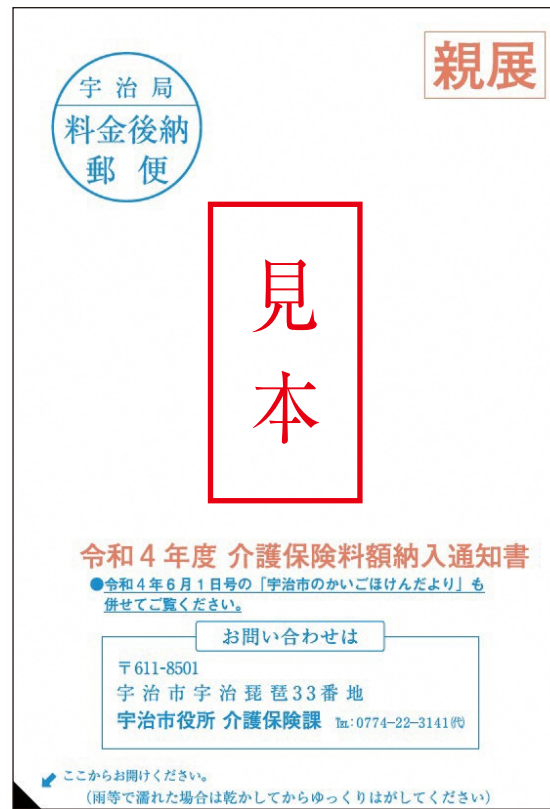 親展
宇治局
料金後納
郵便
見本
令和4年度 介護保険料額納入通知書
●令和4年6月1日号の「宇治市のかいごほけんだより」も
併せてご覧ください。
お問い合わせは
〒611-8501
宇治市宇治琵琶33番地
宇治市役所 介護保険課 ℡:0774-22-3141㈹
ここからお開けください。
(雨等で濡れた場合は乾かしてからゆっくりはがしてください)